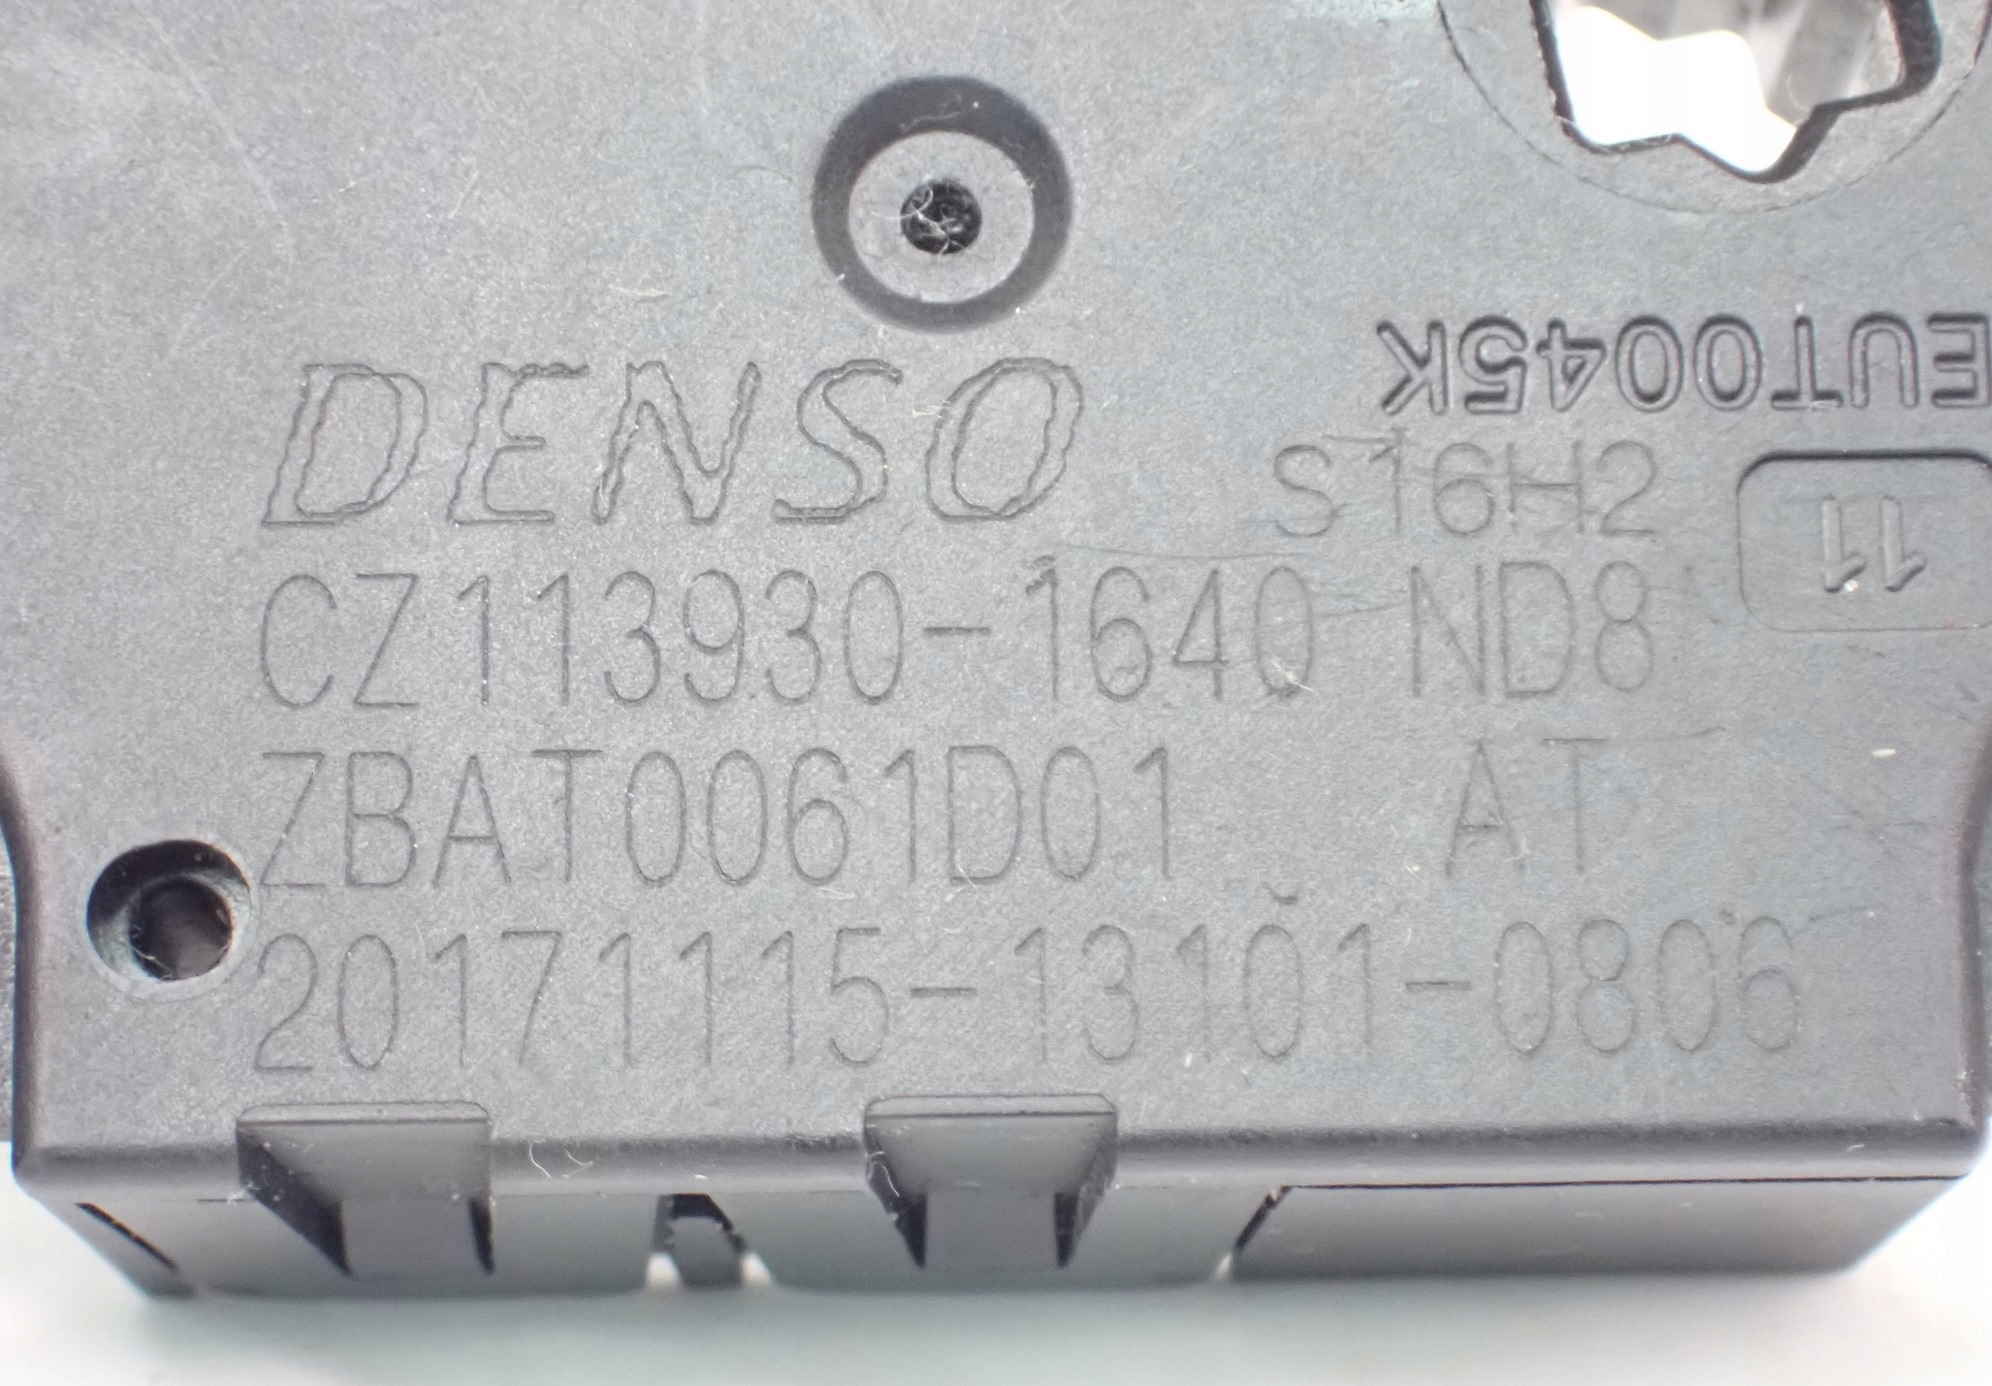 EUT0045K
DENSO
S16H2
11
CZ113930-1640 ND8
ZBAT0061D01 AT
20171115-13101-0806